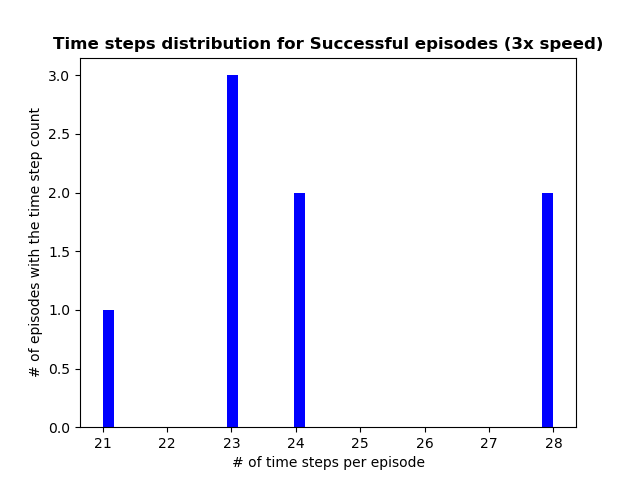 Time steps distribution for Successful episodes (3x speed)
3.0
2.5
2.0
1.5
1.0
0.5
0.0
# of episodes with the time step count
21 22 23 24 25 26 27 28
# of time steps per episode